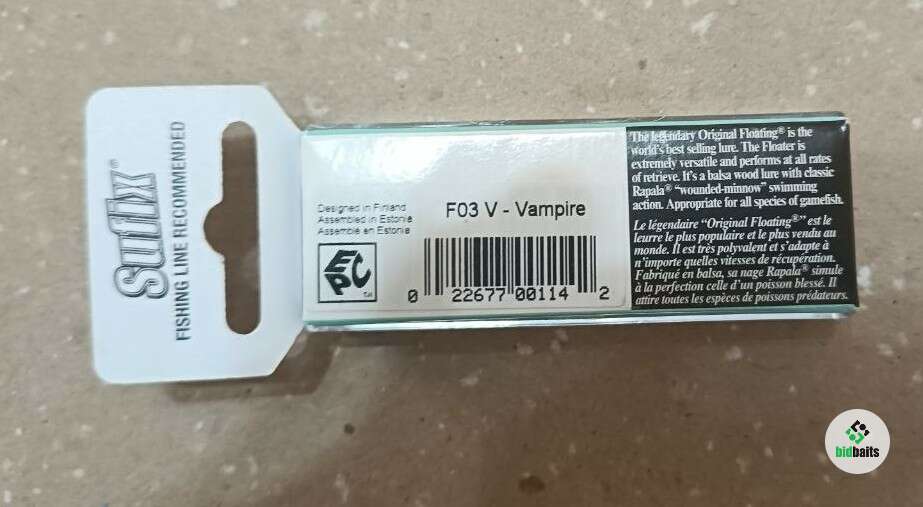 Sufix®
FISHING LINE RECOMMENDED
Designed in Finland
Assembled in Estonia
Assemblé en Estonie
F03 V - Vampire
EPC
TM
0 22677 00114 2
The legendary Original Floating® is the
world's best selling lure. The Floater is
extremely versatile and performs at all rates
of retrieve. It's a balsa wood lure with classic
Rapala® "wounded-minnow" swimming
action. Appropriate for all species of gamefish.
Le légendaire "Original Floating®" est le
leurre le plus populaire et le plus vendu au
monde. Il est très polyvalent et s'adapte à
n'importe quelles vitesses de récupération.
Fabriqué en balsa, sa nage Rapala® simule
à la perfection celle d'un poisson blessé. Il
attire toutes les espèces de poissons prédateurs.
bidbaits